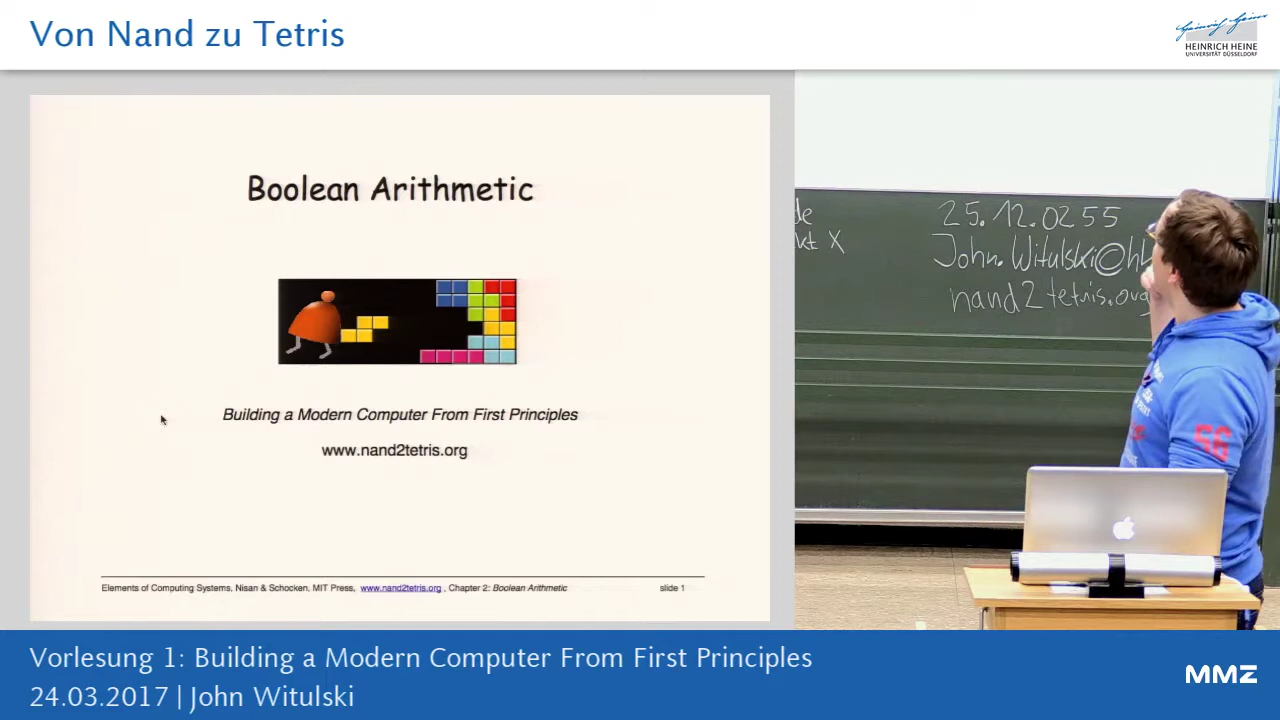 Von Nand zu Tetris
HEINRICH HEINE
UNIVERSITÄT DÜSSELDORF
Boolean Arithmetic
Building a Modern Computer From First Principles
www.nand2tetris.org
Elements of Computing Systems, Nisan & Schocken, MIT Press, www.nand2tetris.org , Chapter 2: Boolean Arithmetic
slide 1
X
25.12.02 55
John.Witulski@hh
nand2tetris.org
56
Vorlesung 1: Building a Modern Computer From First Principles
24.03.2017 | John Witulski
MMZ